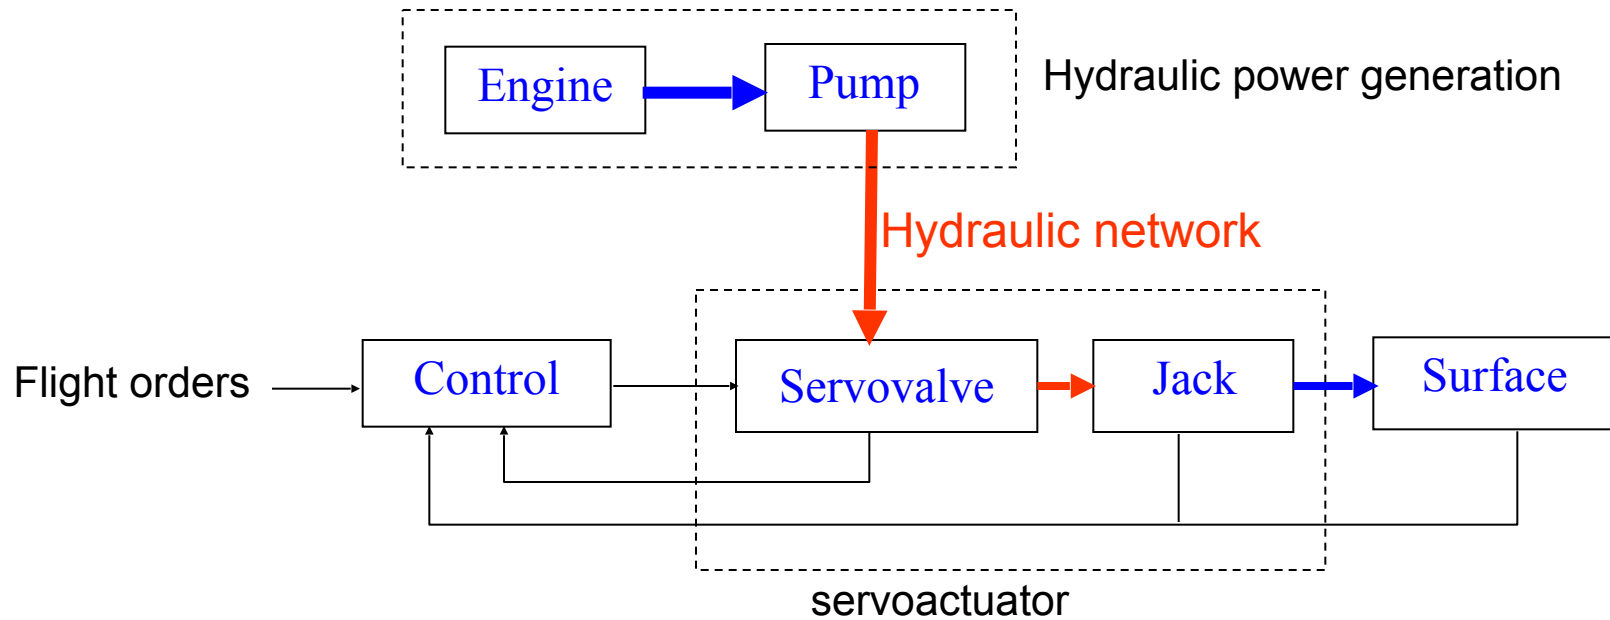 Engine
Pump
Hydraulic power generation
Hydraulic network
Flight orders
Control
Servovalve
Jack
Surface
servoactuator